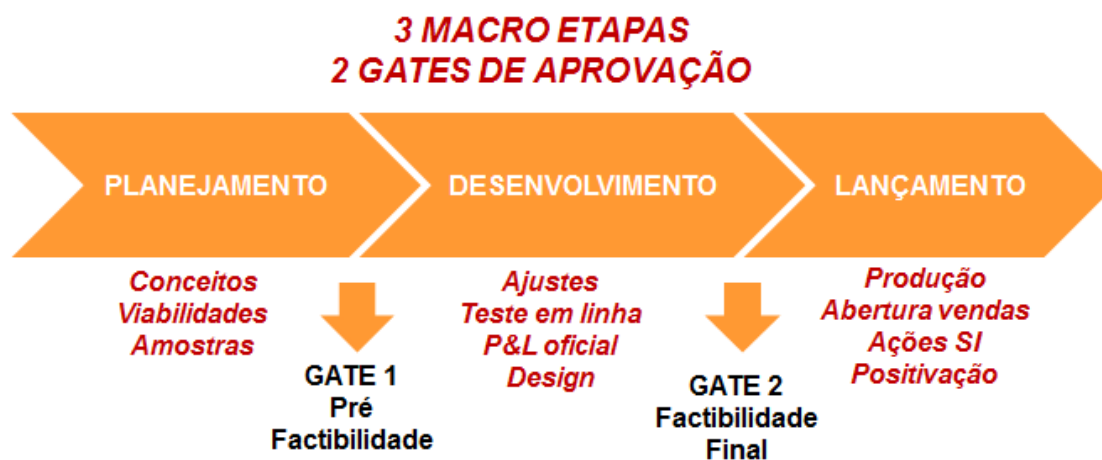 3 MACRO ETAPAS
2 GATES DE APROVAÇÃO
PLANEJAMENTO
DESENVOLVIMENTO
LANÇAMENTO
Conceitos
Viabilidades
Amostras
GATE 1
Pré
Factibilidade
Ajustes
Teste em linha
P&L oficial
Design
GATE 2
Factibilidade
Final
Produção
Abertura vendas
Ações SI
Positivação